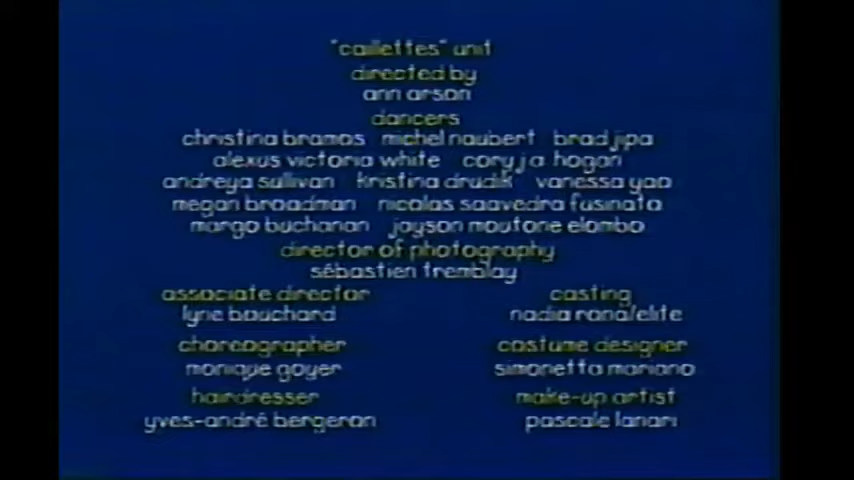 "caillettes" unit
directed by
ann arson
dancers
christina bramos michel naubert brad jipa
alexus victoria white cory j a hogan
andreya sullivan kristina drudik vanessa yao
megan broadman nicolas saavedra fusinato
margo buchanan jayson moutone elombo
director of photography
sébastien tremblay
associate director casting
lyne bouchard nadia rona/elite
choreographer costume designer
monique goyer simonetta mariano
hairdresser make-up artist
yves-andré bergeron pascale lanari